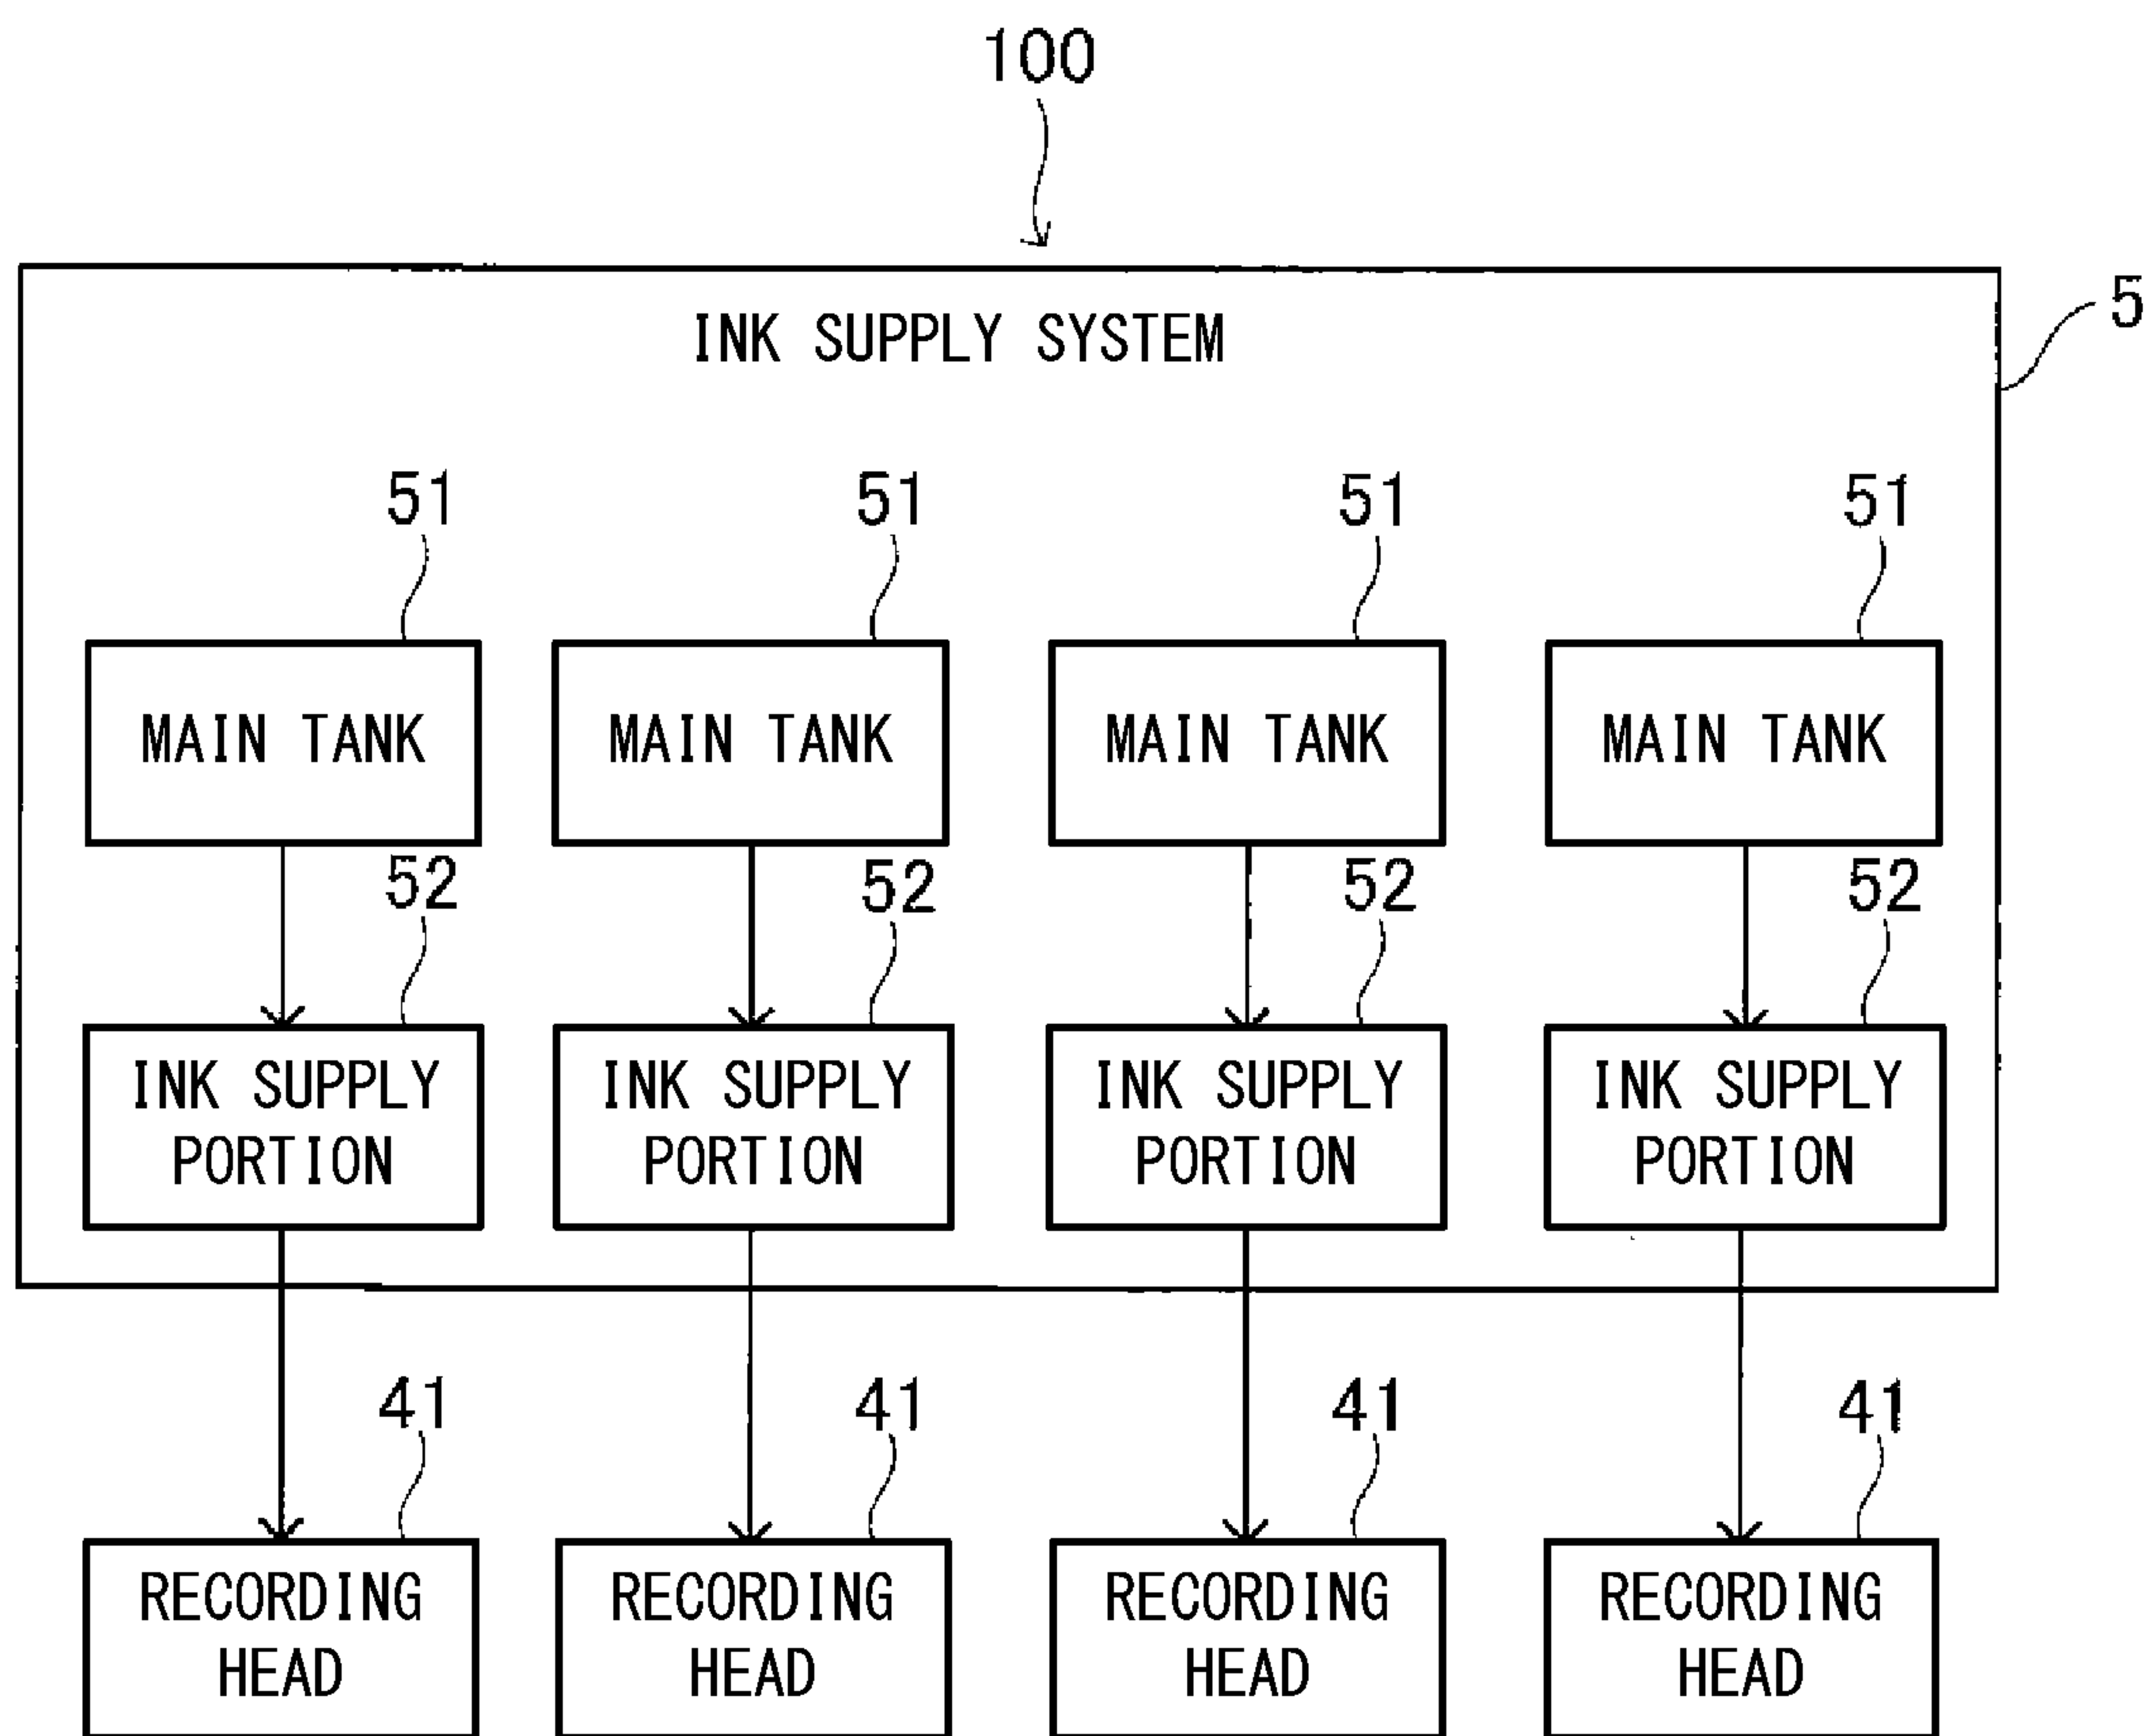 100
5
INK SUPPLY SYSTEM
51 51 51 51
MAIN TANK MAIN TANK MAIN TANK MAIN TANK
52 52 52 52
INK SUPPLY INK SUPPLY INK SUPPLY INK SUPPLY
PORTION PORTION PORTION PORTION
41 41 41 41
RECORDING RECORDING RECORDING RECORDING
HEAD HEAD HEAD HEAD